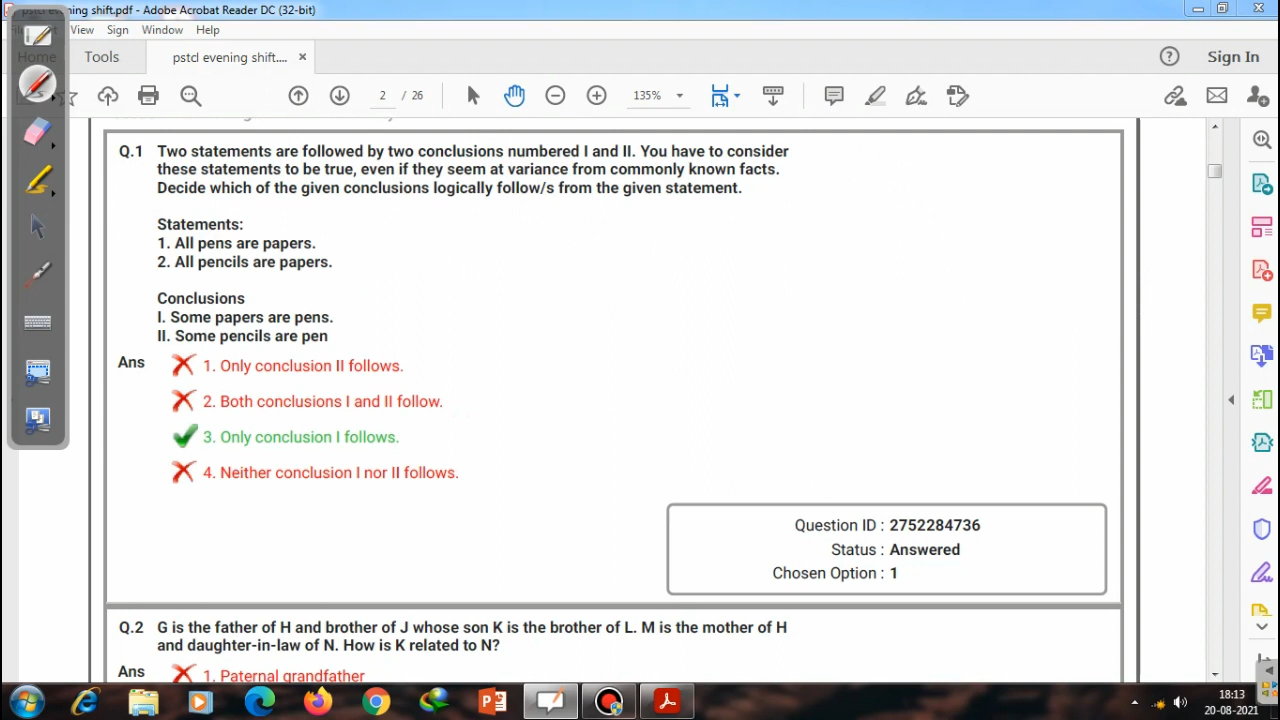 pstcl evening shift.pdf - Adobe Acrobat Reader DC (32-bit)
View Sign Window Help
Home Tools pstcl evening shift.... × Sign In
2 / 26 135%
Q.1 Two statements are followed by two conclusions numbered I and II. You have to consider
these statements to be true, even if they seem at variance from commonly known facts.
Decide which of the given conclusions logically follow/s from the given statement.
Statements:
1. All pens are papers.
2. All pencils are papers.
Conclusions
I. Some papers are pens.
II. Some pencils are pen
Ans
1. Only conclusion II follows.
2. Both conclusions I and II follow.
3. Only conclusion I follows.
4. Neither conclusion I nor II follows.
Question ID : 2752284736
Status : Answered
Chosen Option : 1
Q.2 G is the father of H and brother of J whose son K is the brother of L. M is the mother of H
and daughter-in-law of N. How is K related to N?
Ans
1. Paternal grandfather
18:13
20-08-2021